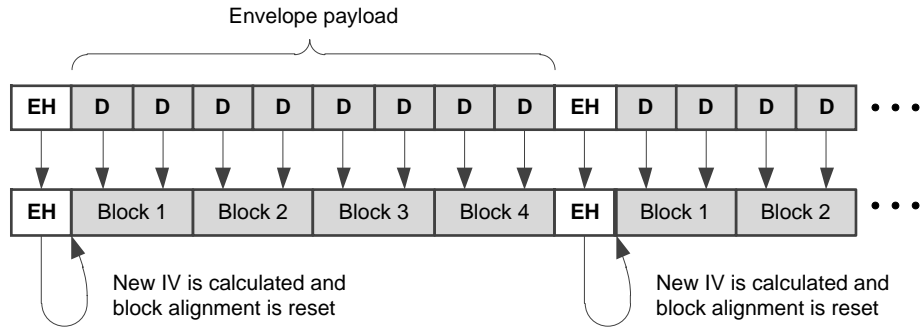 Envelope payload
EH D D D D D D D D EH D D D D •••
EH Block 1 Block 2 Block 3 Block 4 EH Block 1 Block 2 •••
New IV is calculated and New IV is calculated and
block alignment is reset block alignment is reset